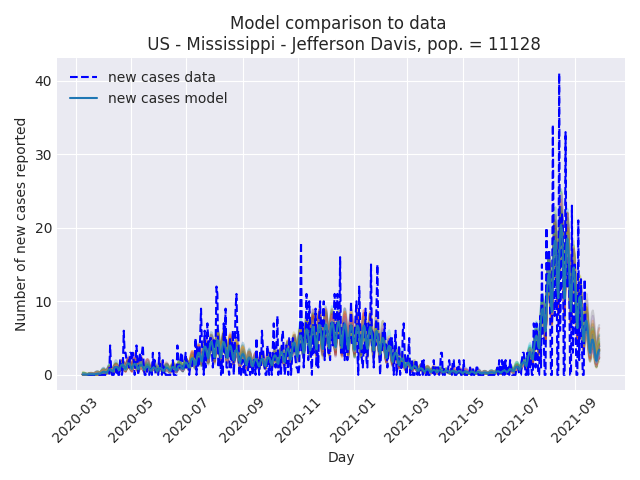 Model comparison to data
US - Mississippi - Jefferson Davis, pop. = 11128
new cases data
new cases model
Number of new cases reported
40
30
20
10
0
2020-03
2020-05
2020-07
2020-09
2020-11
2021-01
2021-03
2021-05
2021-07
2021-09
Day